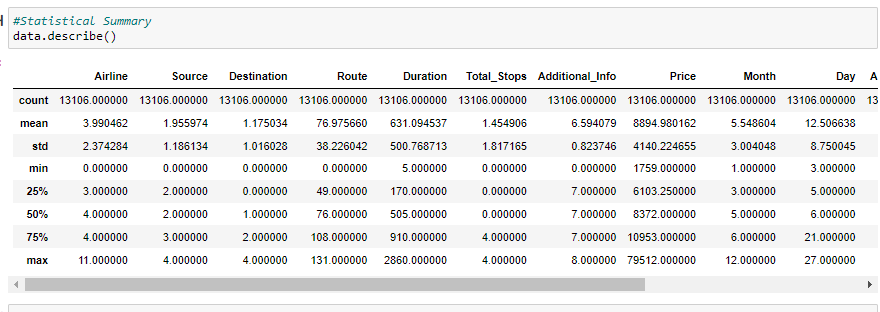 #Statistical Summary
data.describe()
Airline Source Destination Route Duration Total_Stops Additional_Info Price Month Day A
count 13106.000000 13106.000000 13106.000000 13106.000000 13106.000000 13106.000000 13106.000000 13106.000000 13106.000000 13106.000000 13
mean 3.990462 1.955974 1.175034 76.975660 631.094537 1.454906 6.594079 8894.980162 5.548604 12.506638
std 2.374284 1.186134 1.016028 38.226042 500.768713 1.817165 0.823746 4140.224655 3.004048 8.750045
min 0.000000 0.000000 0.000000 0.000000 5.000000 0.000000 0.000000 1759.000000 1.000000 3.000000
25% 3.000000 2.000000 0.000000 49.000000 170.000000 0.000000 7.000000 6103.250000 3.000000 5.000000
50% 4.000000 2.000000 1.000000 76.000000 505.000000 0.000000 7.000000 8372.000000 5.000000 6.000000
75% 4.000000 3.000000 2.000000 108.000000 910.000000 4.000000 7.000000 10953.000000 6.000000 21.000000
max 11.000000 4.000000 4.000000 131.000000 2860.000000 4.000000 8.000000 79512.000000 12.000000 27.000000